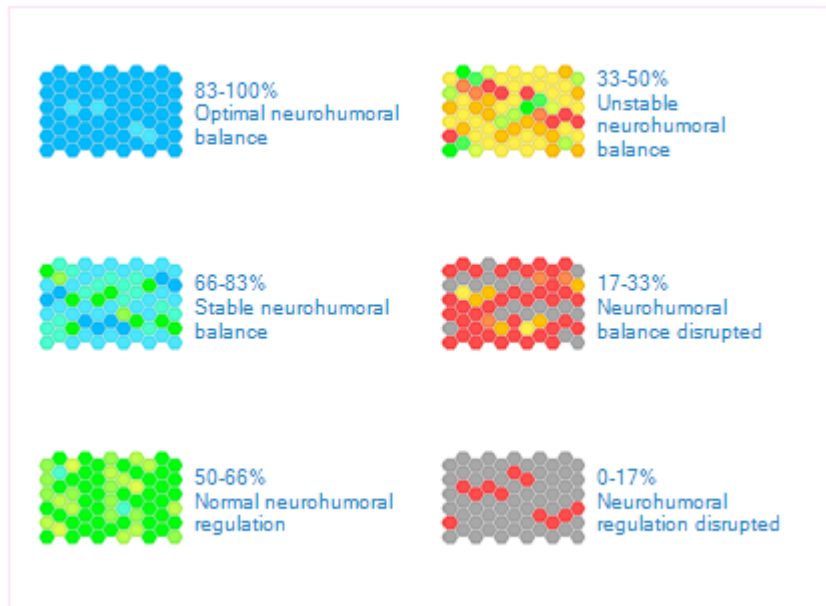 83-100%
Optimal neurohumoral
balance
33-50%
Unstable
neurohumoral
balance
66-83%
Stable neurohumoral
balance
17-33%
Neurohumoral
balance disrupted
50-66%
Normal neurohumoral
regulation
0-17%
Neurohumoral
regulation disrupted